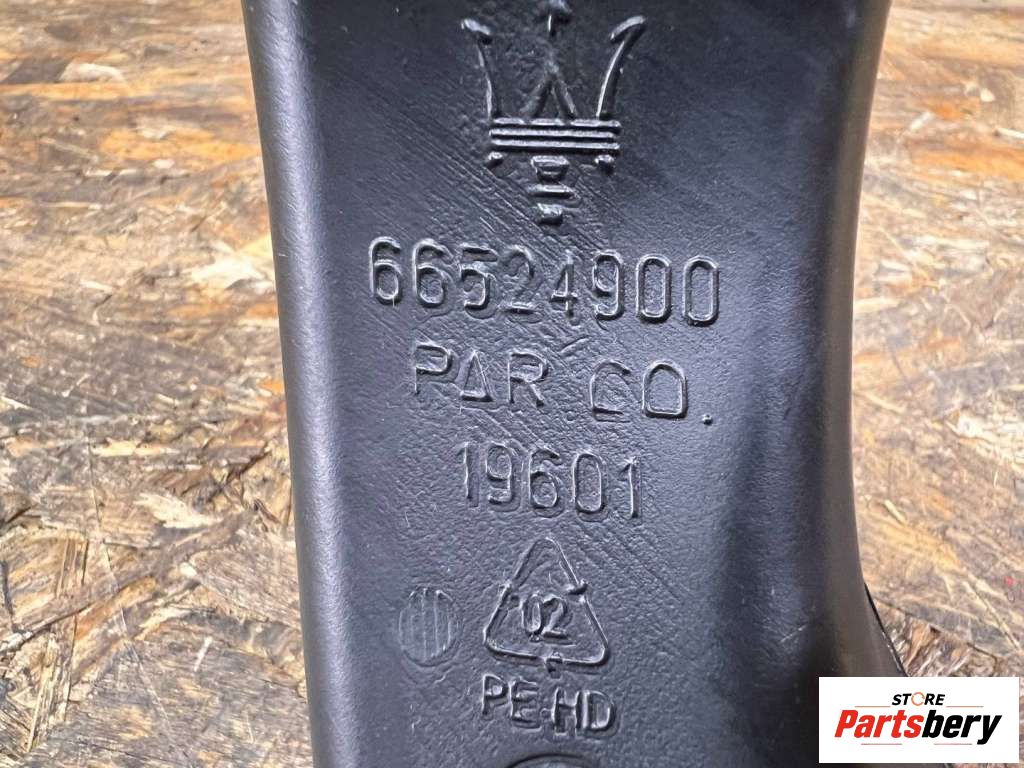 66524900
PAR CO.
19601
02
PE-HD
STORE
Partsbery